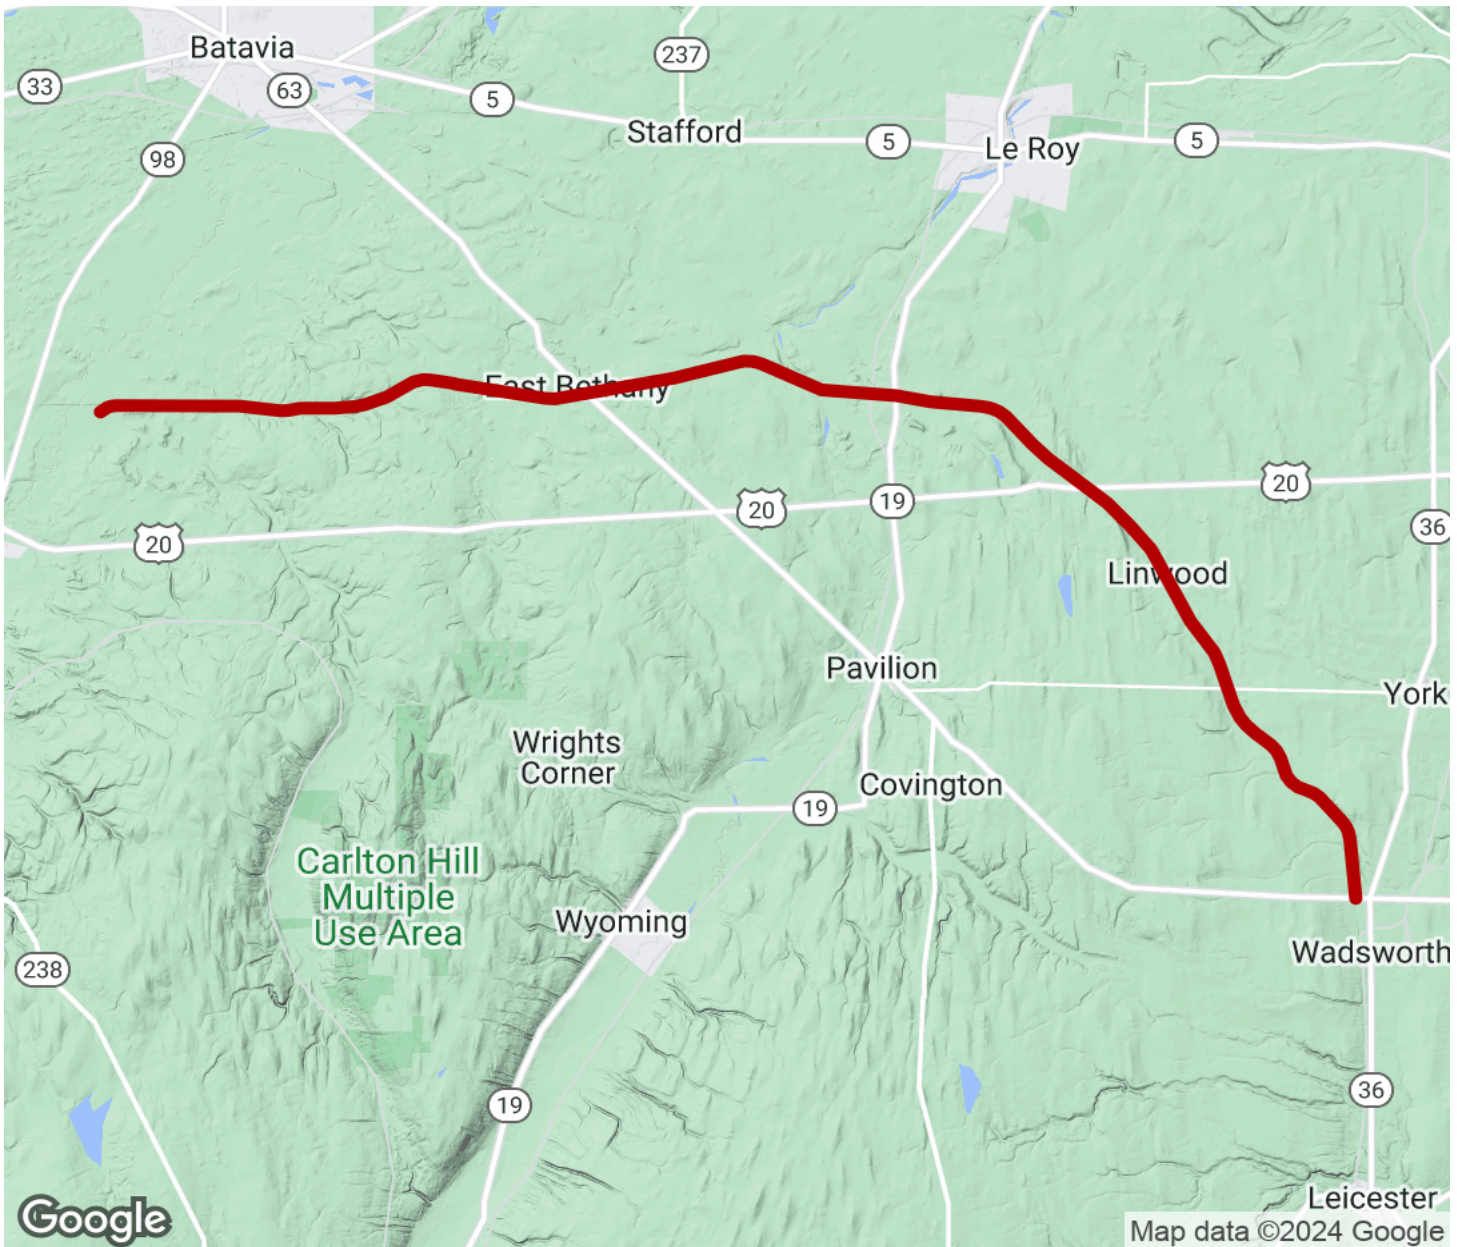 Batavia
237
33
63
5
Stafford
5
Le Roy
5
98
East Bethany
20
19
20
20
36
Linwood
Pavilion
York
Wrights
Corner
Covington
19
Carlton Hill
Multiple
Use Area
Wyoming
238
Wadsworth
19
36
Leicester
Google
Map data ©2024 Google